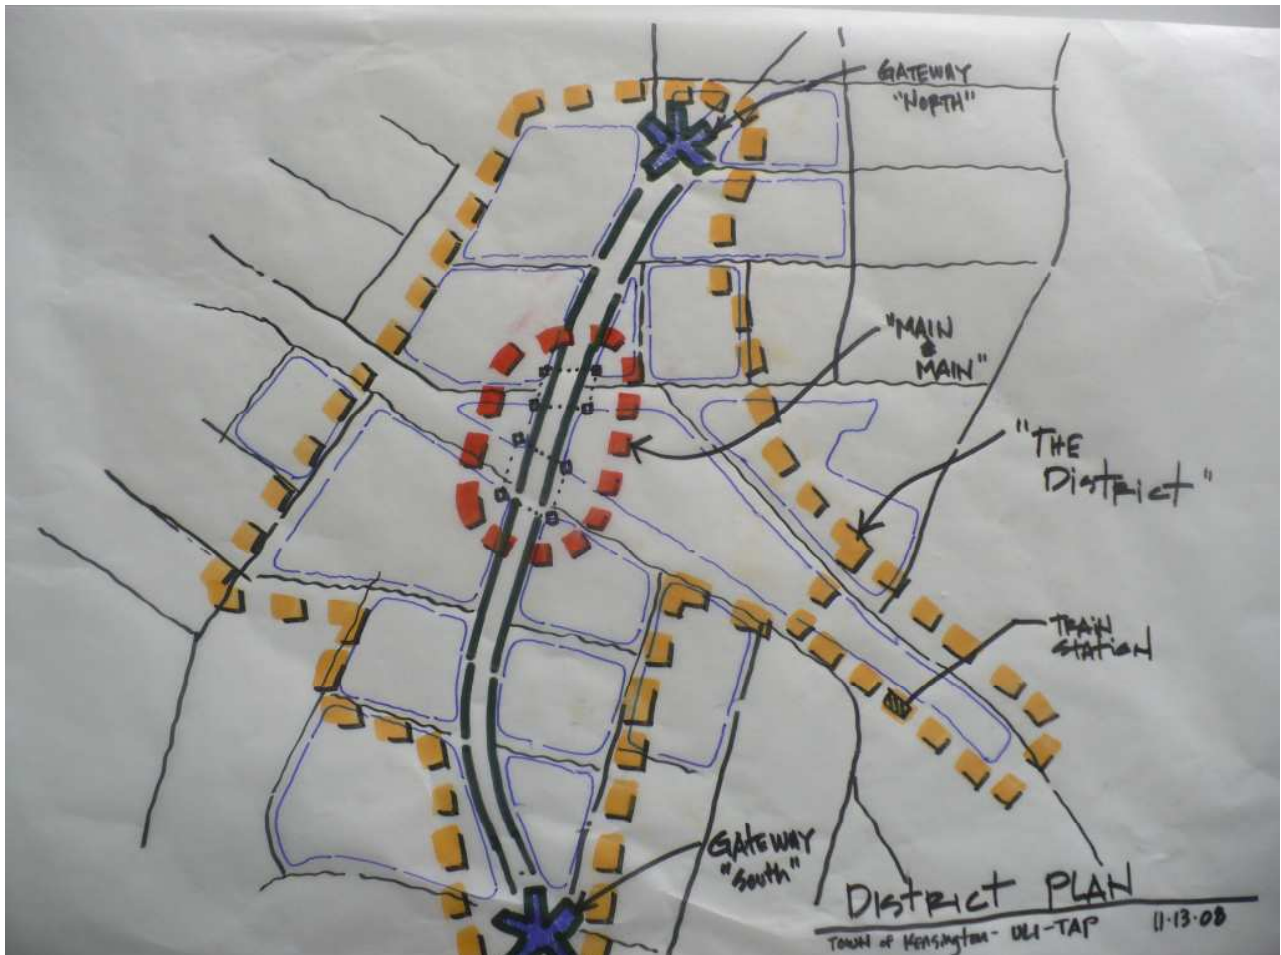 GATEWAY
"NORTH"
"MAIN
&
MAIN"
"THE
District"
TRAIN
STATION
GATEWAY
"South"
District PLAN
TOWN of Kensington - ULI-TAP 11·13·08